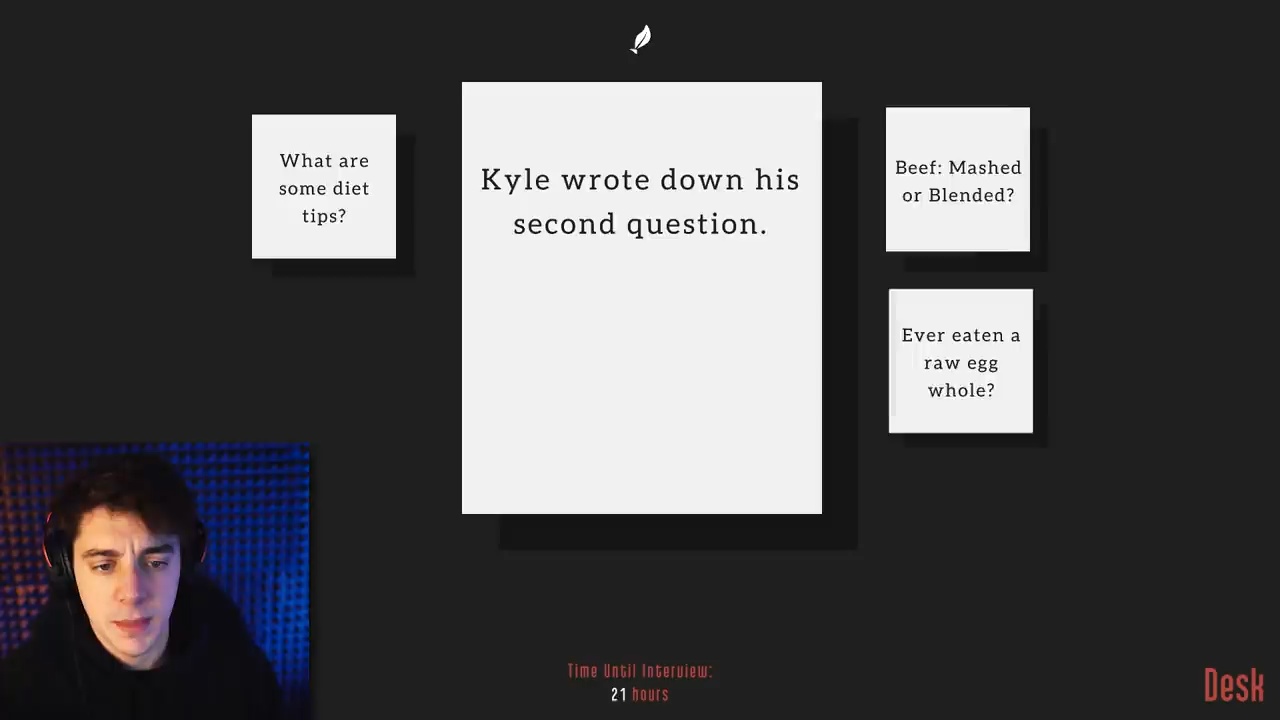 What are
some diet
tips?
Kyle wrote down his
second question.
Beef: Mashed
or Blended?
Ever eaten a
raw egg
whole?
Time Until Interview:
21 hours
Desk